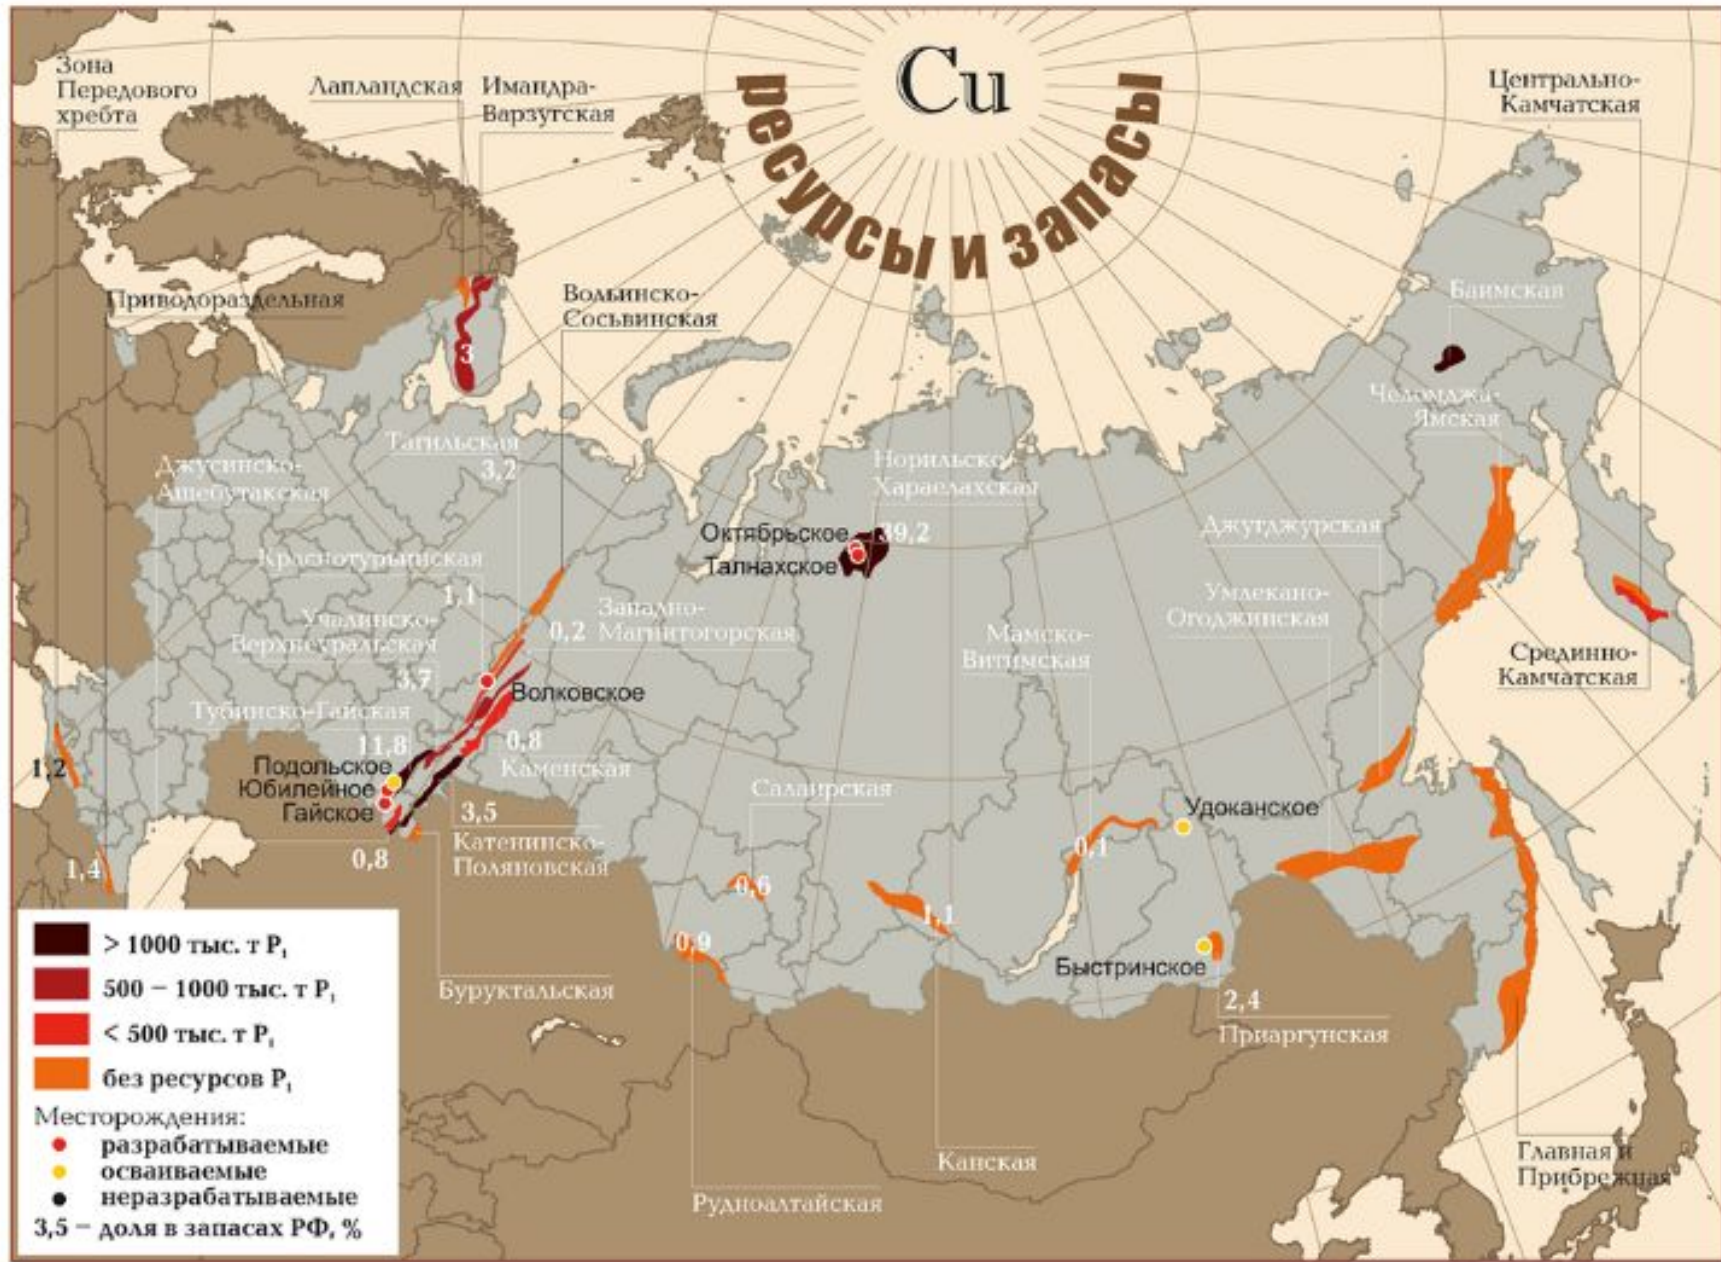 Cu
ресурсы и запасы
Зона
Передового
хребта
Лапландская
Имандра-
Варзугская
Центрально-
Камчатская
Приводораздельная
Волынско-
Сосьвинская
Баимская
Челомджа-
Ямская
3
Тагильская
3,2
Джусинско-
Ашебутакская
Норильско-
Хараелахская
39,2
Октябрьское
Талнахское
Джугджурская
Краснотурьинская
1,1
Умлекано-
Огоджинская
0,2
Западно-
Магнитогорская
Учалинско-
Верхнеуральская
3,7
Мамско-
Витимская
Срединно-
Камчатская
Волковское
Тубинско-Гайская
11,8
0,8
Каменская
1,2
Подольское
Юбилейное
Гайское
Салаирская
Удоканское
3,5
Катенинско-
Поляновская
0,8
1,4
0,1
0,6
1,1
0,9
Быстринское
Буруктальская
2,4
Приаргунская
> 1000 тыс. т P₁
500 – 1000 тыс. т P₁
< 500 тыс. т P₁
без ресурсов P₁
Месторождения:
разрабатываемые
осваиваемые
неразрабатываемые
3,5 – доля в запасах РФ, %
Канская
Рудноалтайская
Главная и
Прибрежная